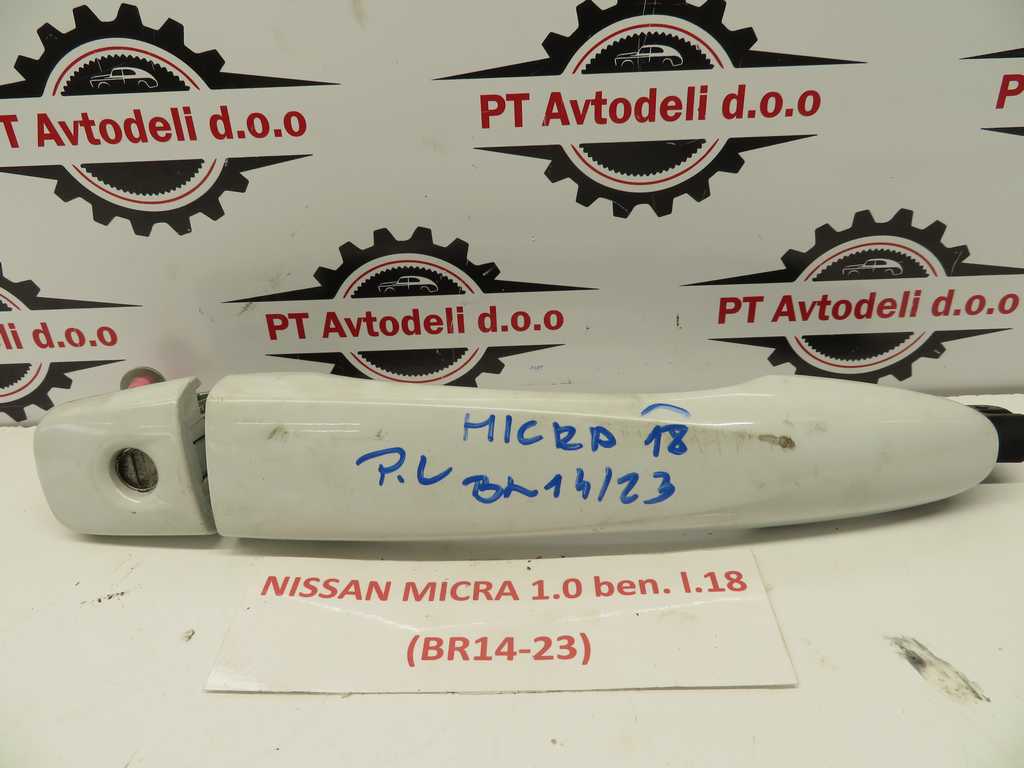 PT Avtodeli d.o.o
PT Avtodeli d.o.o
P
deli d.o.o
PT Avtodeli d.o.o
PT Avtodeli d.o.o
MICRA 18
P.L BR14/23
NISSAN MICRA 1.0 ben. l.18
(BR14-23)